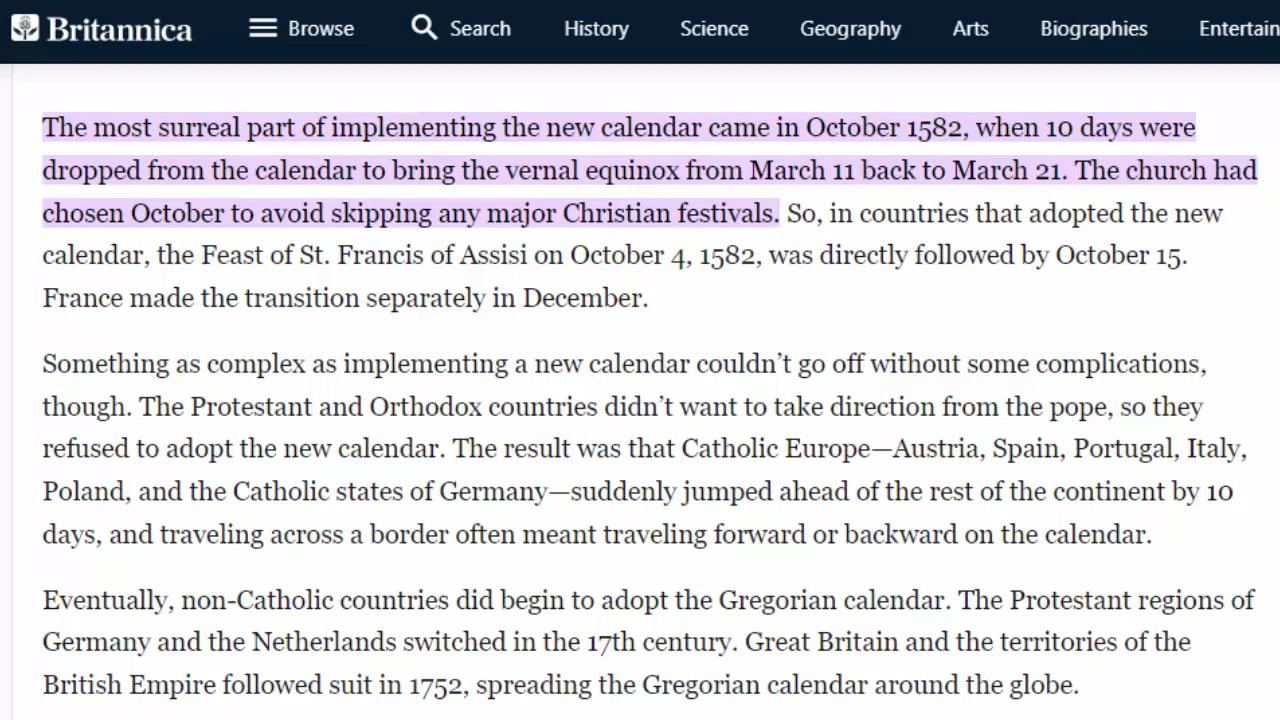 Britannica Browse Search History Science Geography Arts Biographies Entertain
The most surreal part of implementing the new calendar came in October 1582, when 10 days were
dropped from the calendar to bring the vernal equinox from March 11 back to March 21. The church had
chosen October to avoid skipping any major Christian festivals. So, in countries that adopted the new
calendar, the Feast of St. Francis of Assisi on October 4, 1582, was directly followed by October 15.
France made the transition separately in December.
Something as complex as implementing a new calendar couldn’t go off without some complications,
though. The Protestant and Orthodox countries didn’t want to take direction from the pope, so they
refused to adopt the new calendar. The result was that Catholic Europe—Austria, Spain, Portugal, Italy,
Poland, and the Catholic states of Germany—suddenly jumped ahead of the rest of the continent by 10
days, and traveling across a border often meant traveling forward or backward on the calendar.
Eventually, non-Catholic countries did begin to adopt the Gregorian calendar. The Protestant regions of
Germany and the Netherlands switched in the 17th century. Great Britain and the territories of the
British Empire followed suit in 1752, spreading the Gregorian calendar around the globe.